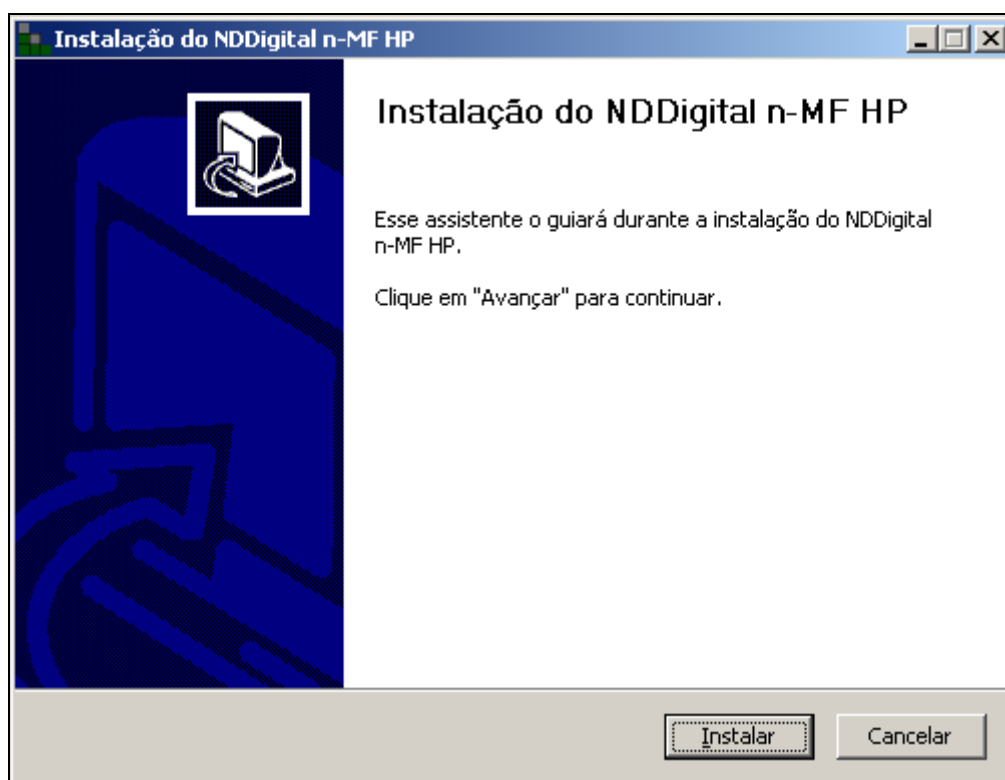 Instalação do NDDigital n-MF HP
Instalação do NDDigital n-MF HP
Esse assistente o guiará durante a instalação do NDDigital
n-MF HP.
Clique em "Avançar" para continuar.
Instalar
Cancelar